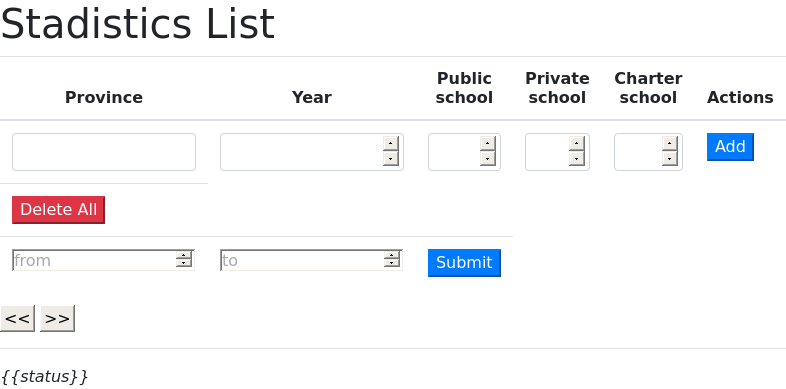 Stadistics List
Province Year Public school Private school Charter school Actions
Add
Delete All
from to Submit
<< >>
{{status}}